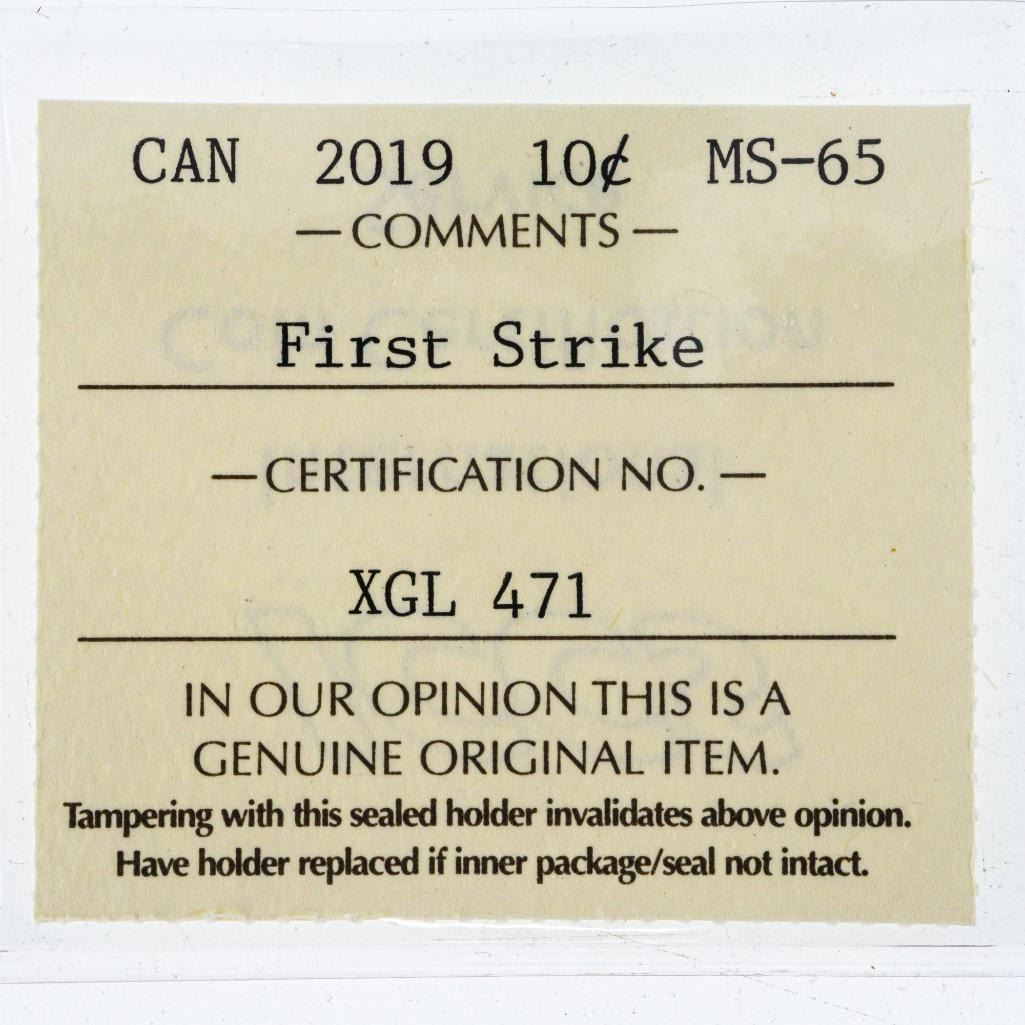 CAN 2019 10¢ MS-65
— COMMENTS —
First Strike
— CERTIFICATION NO. —
XGL 471
IN OUR OPINION THIS IS A
GENUINE ORIGINAL ITEM.
Tampering with this sealed holder invalidates above opinion.
Have holder replaced if inner package/seal not intact.